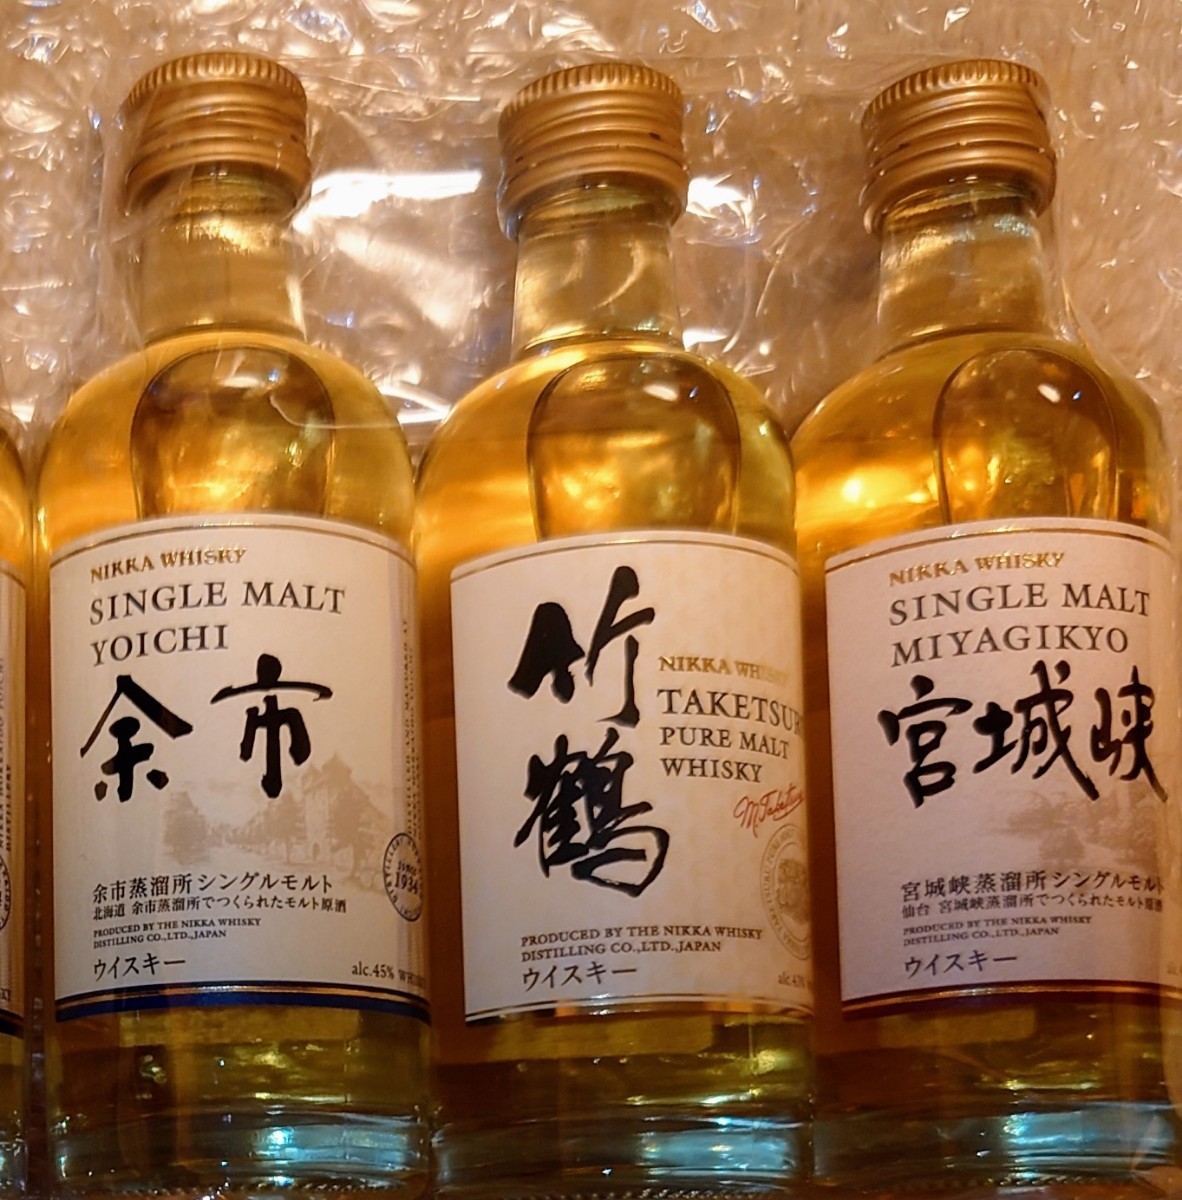 NIKKA WHISKY
SINGLE MALT
YOICHI
余市
SINCE
1934
余市蒸溜所シングルモルト
北海道 余市蒸溜所でつくられたモルト原酒
PRODUCED BY THE NIKKA WHISKY
DISTILLING CO.,LTD.,JAPAN
ウイスキー
alc.45%
竹鶴
NIKKA WHISKY
TAKETSUR
PURE MALT
WHISKY
PRODUCED BY THE NIKKA WHISKY
DISTILLING CO.,LTD.,JAPAN
ウイスキー
NIKKA WHISKY
SINGLE MALT
MIYAGIKYO
宮城峡
宮城峡蒸溜所シングルモルト
仙台 宮城峡蒸溜所でつくられたモルト原酒
PRODUCED BY THE NIKKA WHISKY
DISTILLING CO.,LTD.,JAPAN
ウイスキー